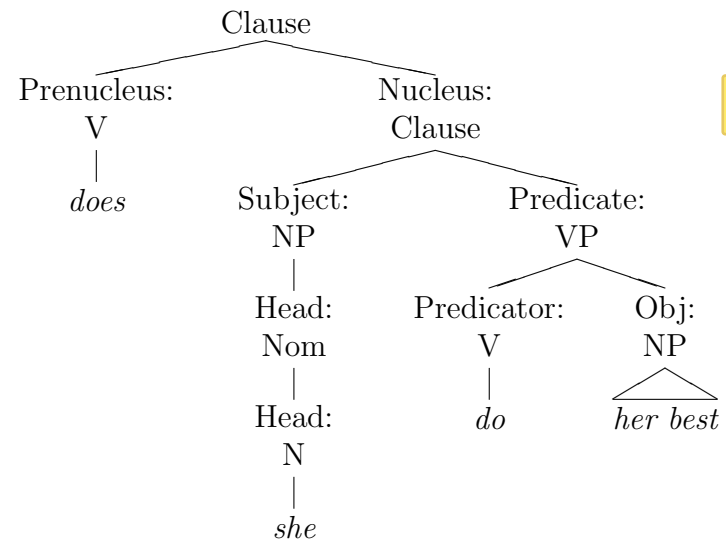 Clause
Prenucleus: Nucleus:
V Clause
does Subject: Predicate:
NP VP
Head: Predicator: Obj:
Nom V NP
Head: do her best
N
she